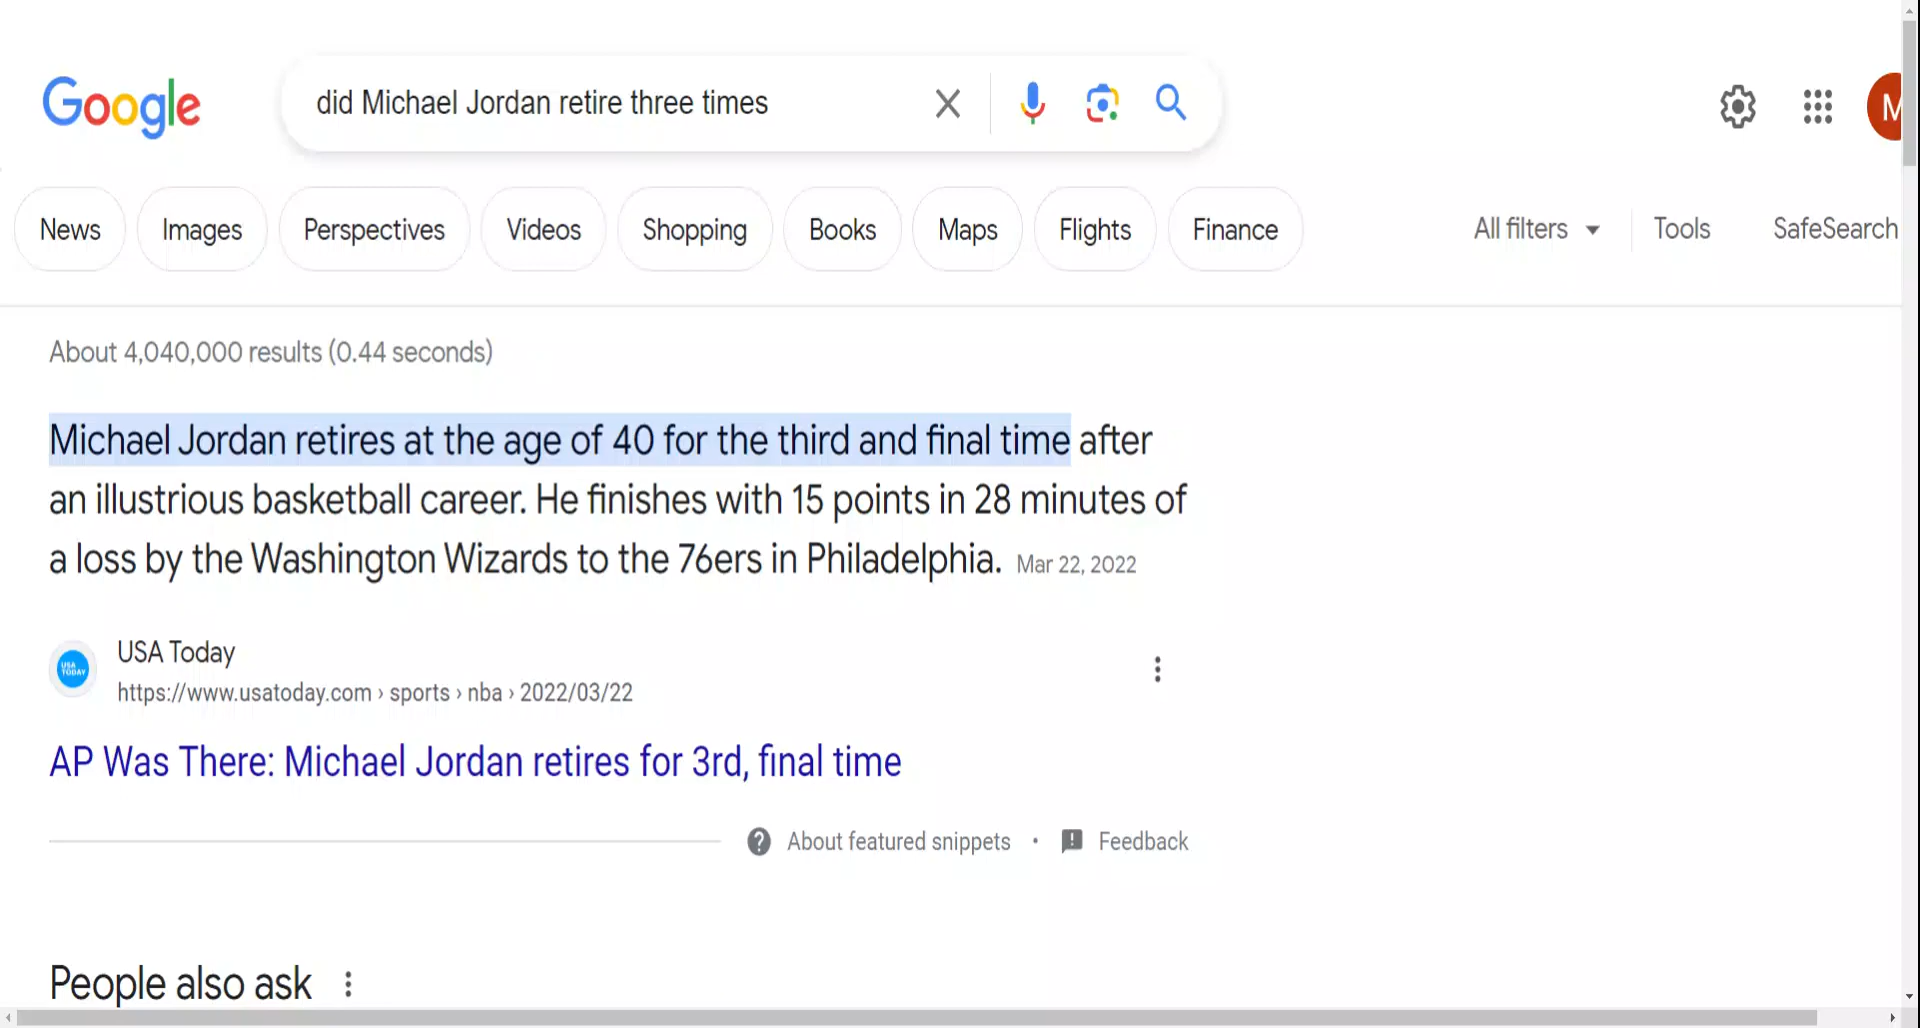 Google
did Michael Jordan retire three times
M
News Images Perspectives Videos Shopping Books Maps Flights Finance All filters Tools SafeSearch
About 4,040,000 results (0.44 seconds)
Michael Jordan retires at the age of 40 for the third and final time after
an illustrious basketball career. He finishes with 15 points in 28 minutes of
a loss by the Washington Wizards to the 76ers in Philadelphia. Mar 22, 2022
USA TODAY
USA Today
https://www.usatoday.com › sports › nba › 2022/03/22
AP Was There: Michael Jordan retires for 3rd, final time
About featured snippets · Feedback
People also ask